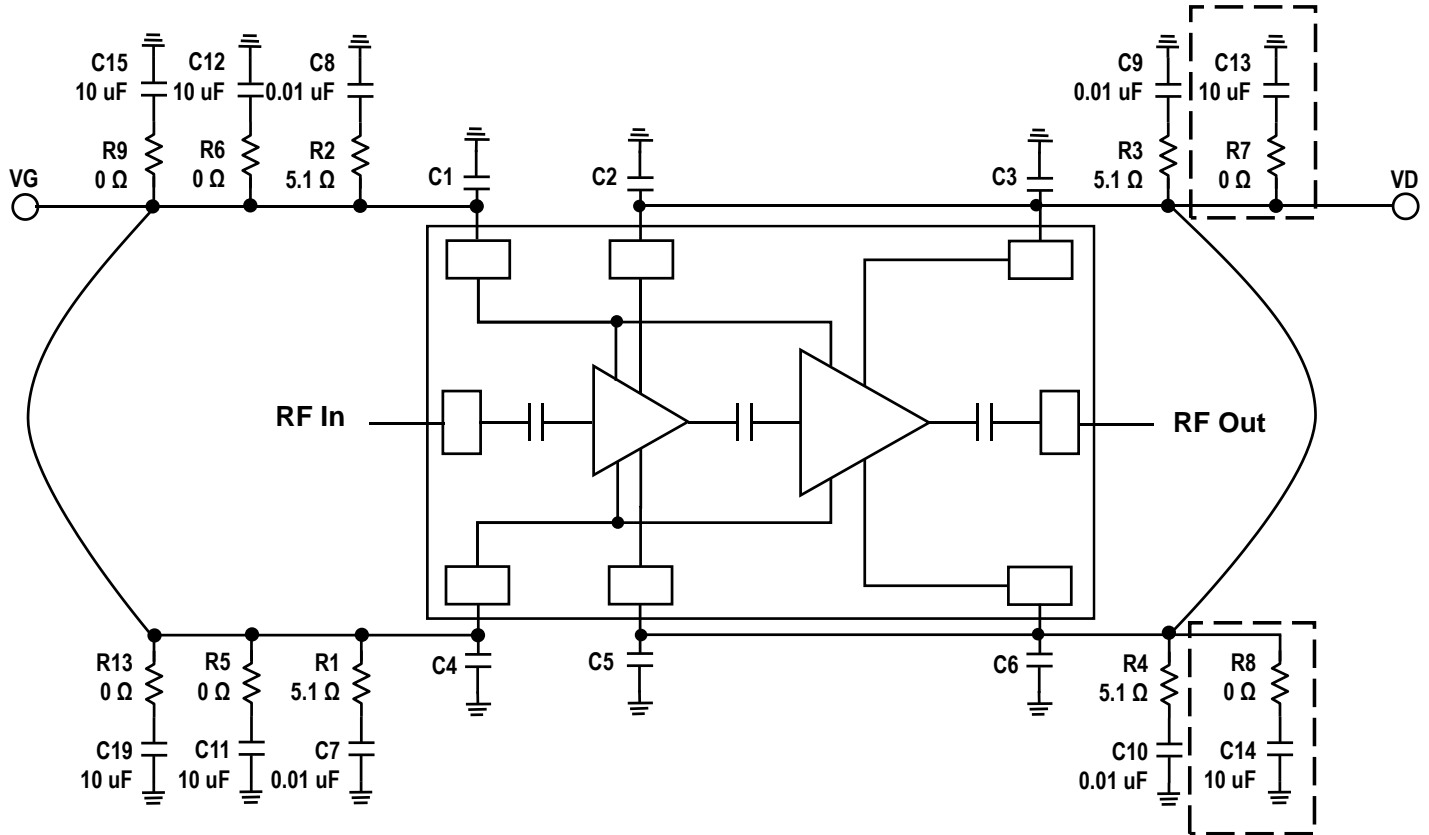 C15
10 uF
C12
10 uF
C8
0.01 uF
C9
0.01 uF
C13
10 uF
R9
0 Ω
R6
0 Ω
R2
5.1 Ω
R3
5.1 Ω
R7
0 Ω
VG
C1
C2
C3
VD
RF In
RF Out
R13
0 Ω
R5
0 Ω
R1
5.1 Ω
C4
C5
C6
R4
5.1 Ω
R8
0 Ω
C19
10 uF
C11
10 uF
C7
0.01 uF
C10
0.01 uF
C14
10 uF